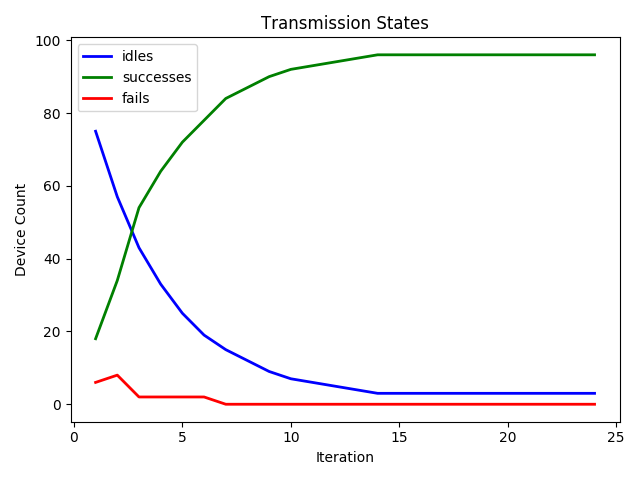 Transmission States
idles
successes
fails
Device Count
100
80
60
40
20
0
0 5 10 15 20 25
Iteration